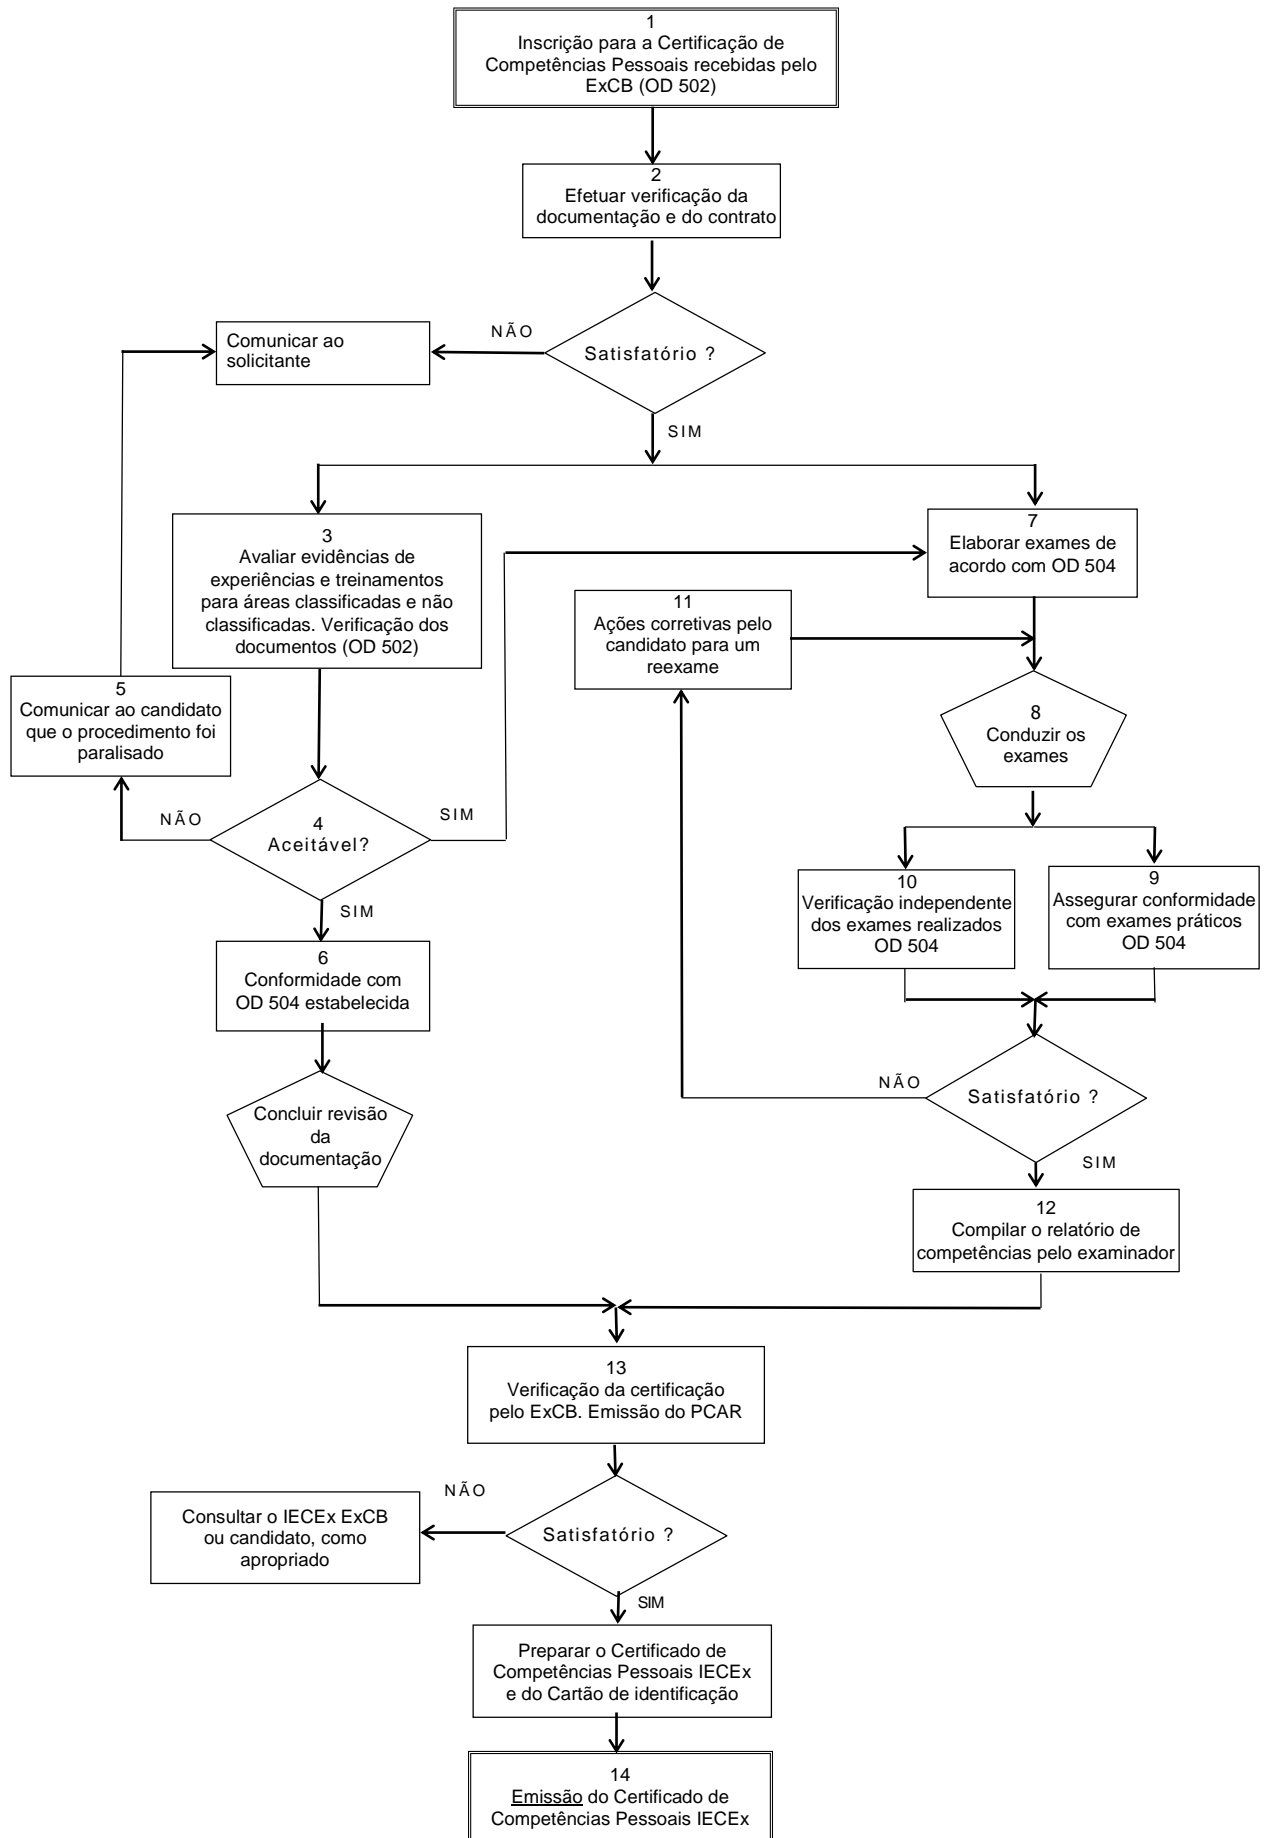 1
Inscrição para a Certificação de
Competências Pessoais recebidas pelo
ExCB (OD 502)
2
Efetuar verificação da
documentação e do contrato
NÃO
Comunicar ao
solicitante
Satisfatório ?
SIM
3
Avaliar evidências de
experiências e treinamentos
para áreas classificadas e não
classificadas. Verificação dos
documentos (OD 502)
7
Elaborar exames de
acordo com OD 504
11
Ações corretivas pelo
candidato para um
reexame
5
Comunicar ao candidato
que o procedimento foi
paralisado
8
Conduzir os
exames
NÃO
4
Aceitável?
SIM
SIM
10
Verificação independente
dos exames realizados
OD 504
9
Assegurar conformidade
com exames práticos
OD 504
6
Conformidade com
OD 504 estabelecida
NÃO
Satisfatório ?
SIM
Concluir revisão
da
documentação
12
Compilar o relatório de
competências pelo examinador
13
Verificação da certificação
pelo ExCB. Emissão do PCAR
NÃO
Consultar o IECEx ExCB
ou candidato, como
apropriado
Satisfatório ?
SIM
Preparar o Certificado de
Competências Pessoais IECEx
e do Cartão de identificação
14
Emissão do Certificado de
Competências Pessoais IECEx